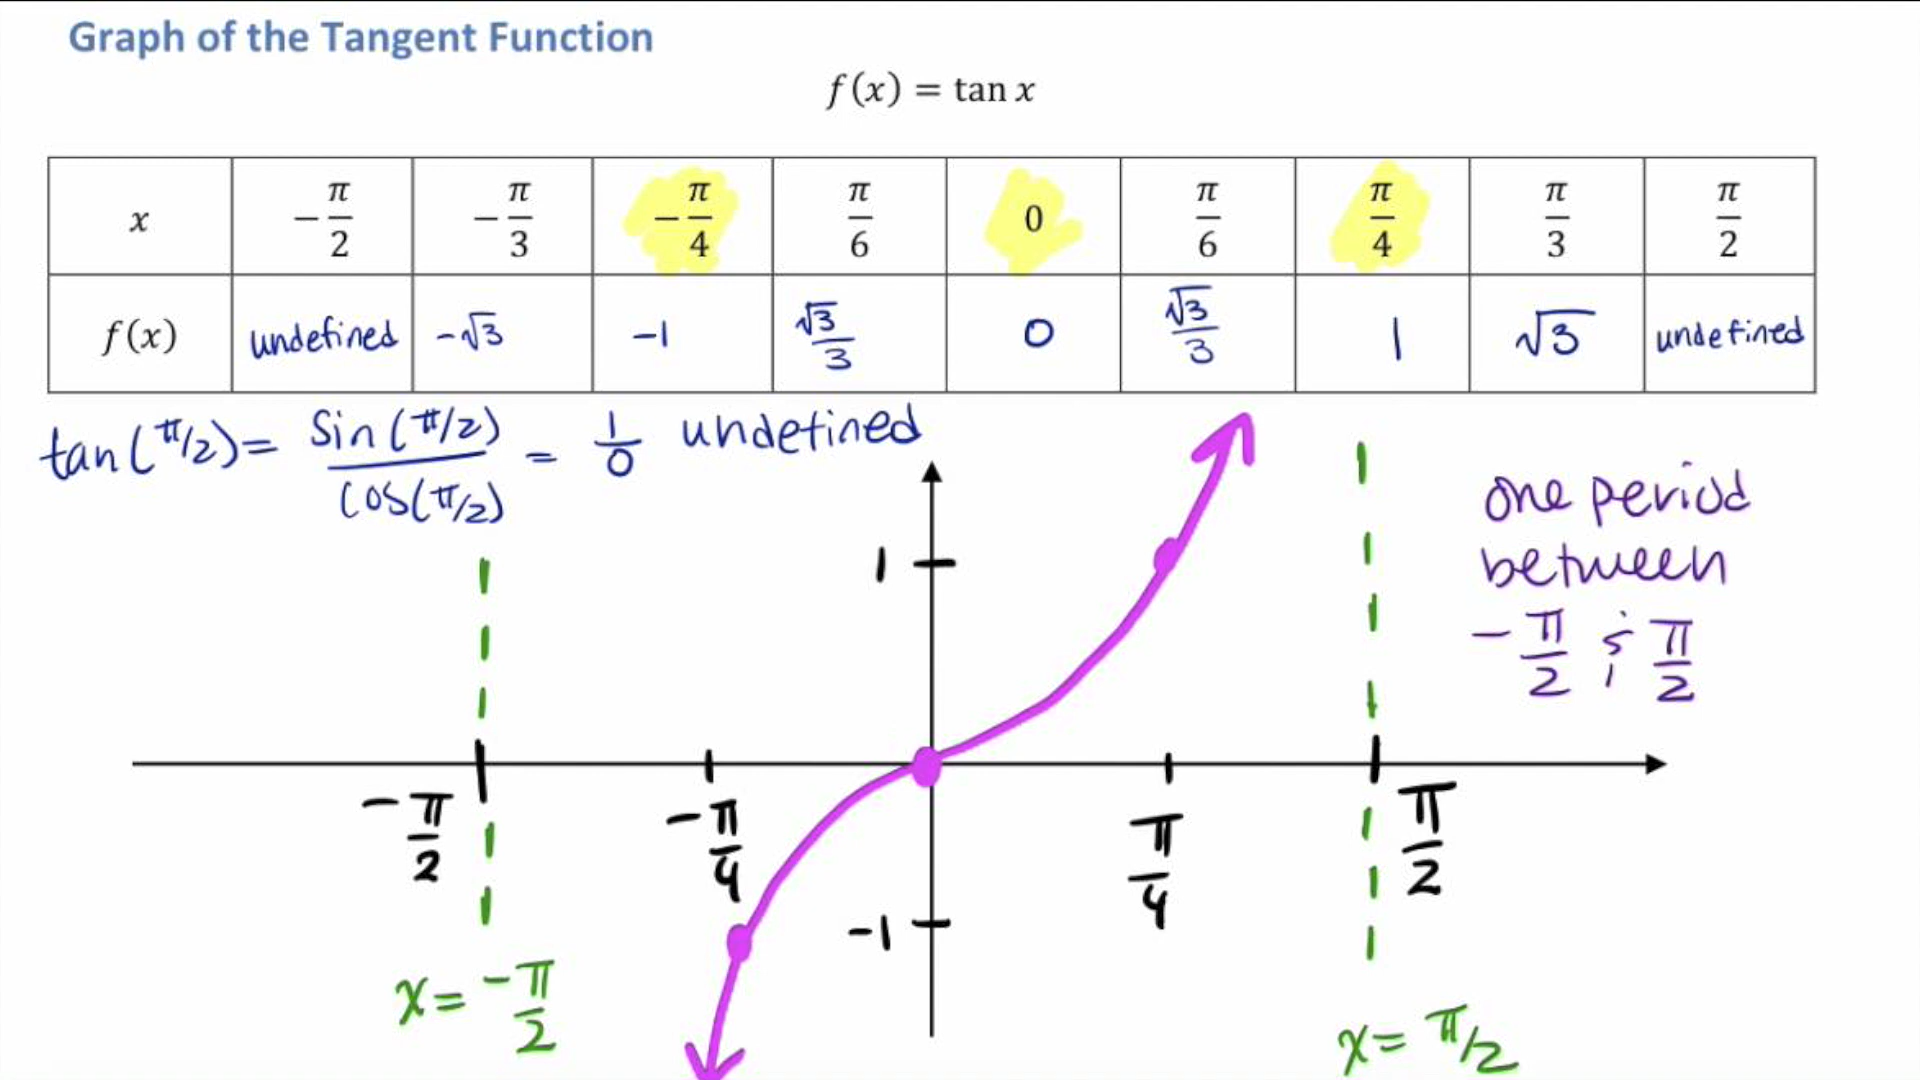 Graph of the Tangent Function
f(x) = tan x
x -π/2 -π/3 -π/4 π/6 0 π/6 π/4 π/3 π/2
f(x) undefined -√3 -1 √3/3 0 √3/3 1 √3 undefined
tan(π/2)= sin(π/2)/cos(π/2) = 1/0 undefined
one period
between
-π/2 & π/2
1
-π/2 -π/4 π/4 π/2
-1
x= -π/2
x= π/2